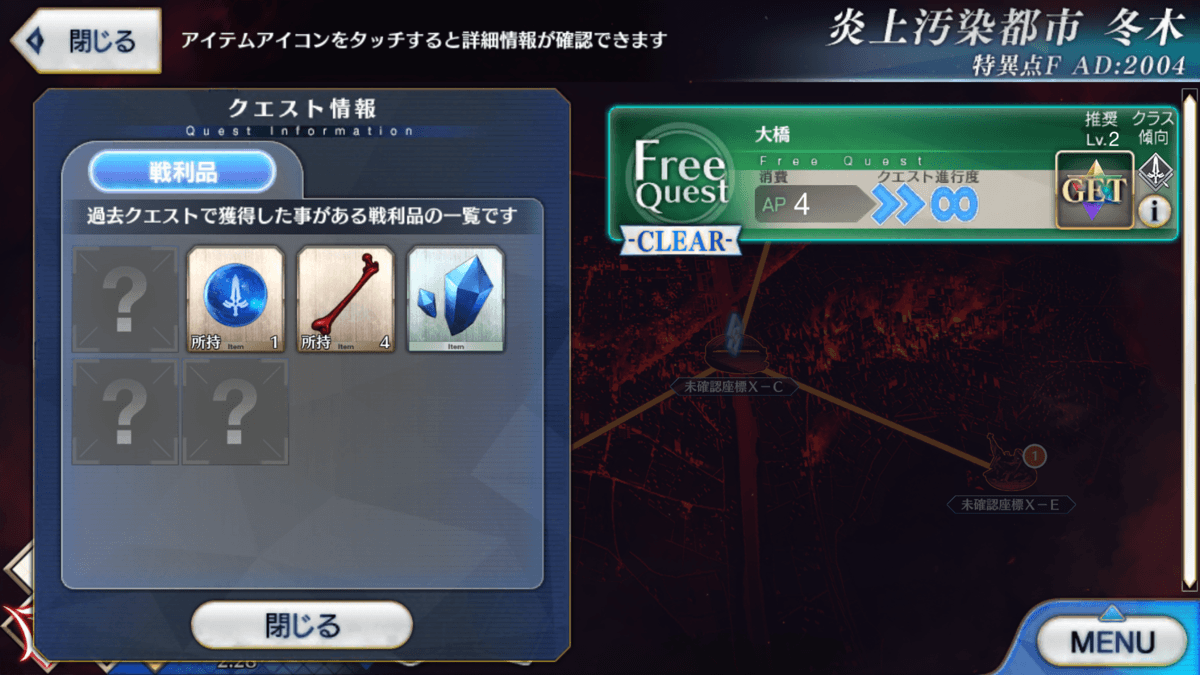 閉じる
アイテムアイコンをタッチすると詳細情報が確認できます
炎上汚染都市 冬木
特異点F AD:2004
クエスト情報
Quest Information
戦利品
過去クエストで獲得した事がある戦利品の一覧です
?
所持 Item 1
所持 Item 4
Item
?
?
閉じる
2:28
Free
Quest
-CLEAR-
大橋
Free Quest
消費
AP 4
クエスト進行度
∞
推奨
Lv.2
クラス
傾向
GET
i
未確認座標X-C
1
未確認座標X-E
MENU